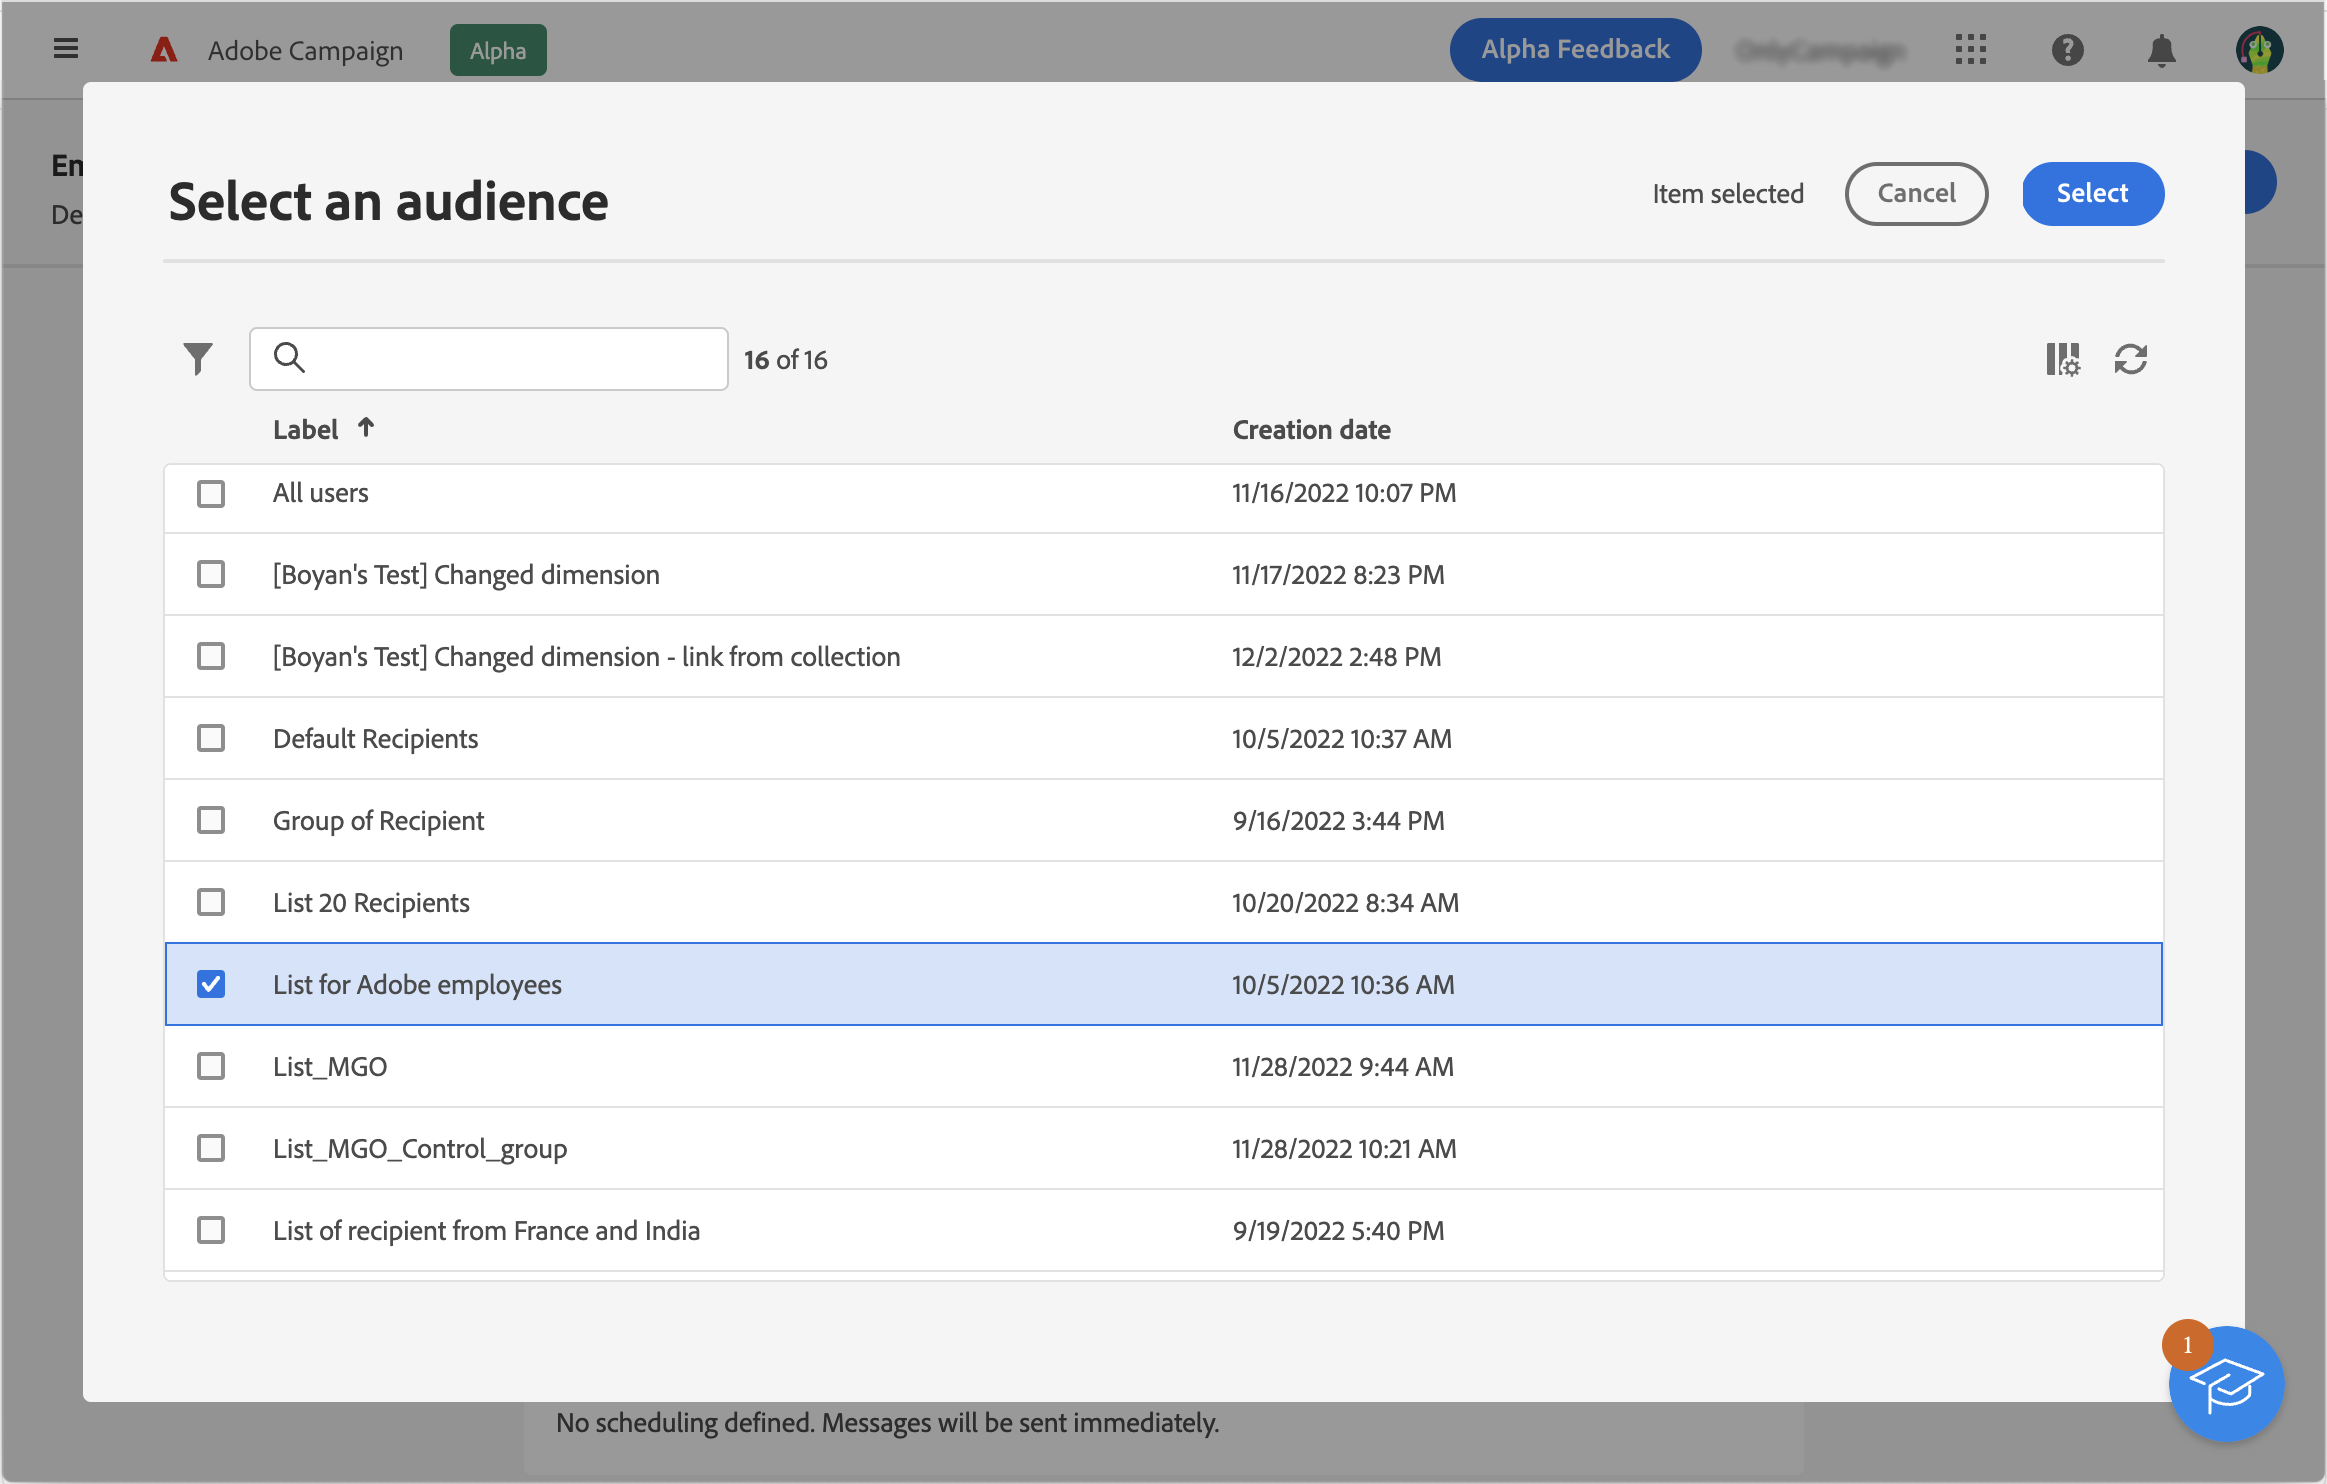 Adobe Campaign Alpha Alpha Feedback
Select an audience
Item selected Cancel Select
16 of 16
Label Creation date
All users 11/16/2022 10:07 PM
[Boyan's Test] Changed dimension 11/17/2022 8:23 PM
[Boyan's Test] Changed dimension - link from collection 12/2/2022 2:48 PM
Default Recipients 10/5/2022 10:37 AM
Group of Recipient 9/16/2022 3:44 PM
List 20 Recipients 10/20/2022 8:34 AM
List for Adobe employees 10/5/2022 10:36 AM
List_MGO 11/28/2022 9:44 AM
List_MGO_Control_group 11/28/2022 10:21 AM
List of recipient from France and India 9/19/2022 5:40 PM
1
No scheduling defined. Messages will be sent immediately.